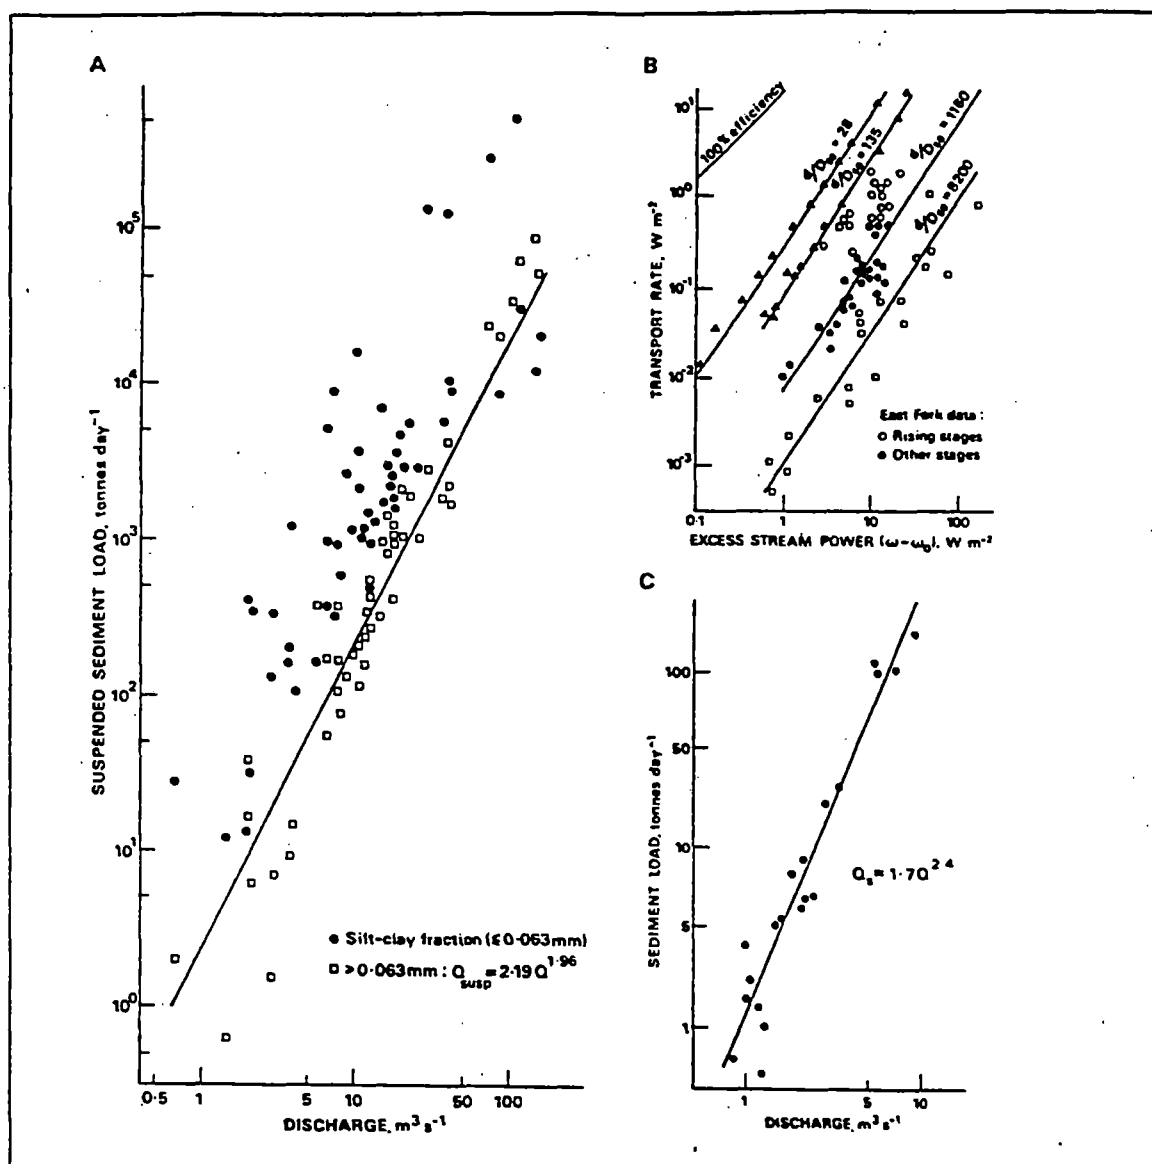 A
SUSPENDED SEDIMENT LOAD, tonnes day⁻¹
10⁵
10⁴
10³
10²
10¹
10⁰
0·5
1
5
10
50
100
DISCHARGE, m³ s⁻¹
● Silt-clay fraction (≤0·063mm)
□ >0·063mm : Q_susp = 2·19Q^1·96
B
TRANSPORT RATE, W m⁻²
10¹
10⁰
10⁻¹
10⁻²
10⁻³
100% efficiency
d/D₅₀ = 28
d/D₅₀ = 135
d/D₅₀ = 1180
d/D₅₀ = 8200
East Fork data :
○ Rising stages
● Other stages
0·1
1
10
100
EXCESS STREAM POWER (ω-ω₀), W m⁻²
C
SEDIMENT LOAD, tonnes day⁻¹
100
50
10
5
1
Qₛ = 1·7Q^2·4
1
5
10
DISCHARGE, m³ s⁻¹